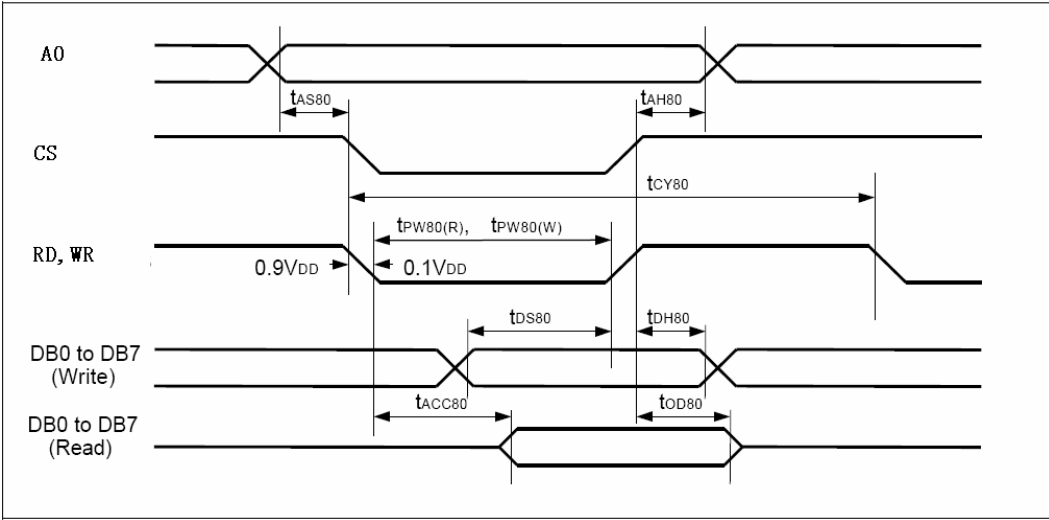 A0
tAS80
tAH80
CS
tCY80
tPW80(R), tPW80(W)
RD, WR
0.9VDD
0.1VDD
tDS80
tDH80
DB0 to DB7
(Write)
tACC80
tOD80
DB0 to DB7
(Read)